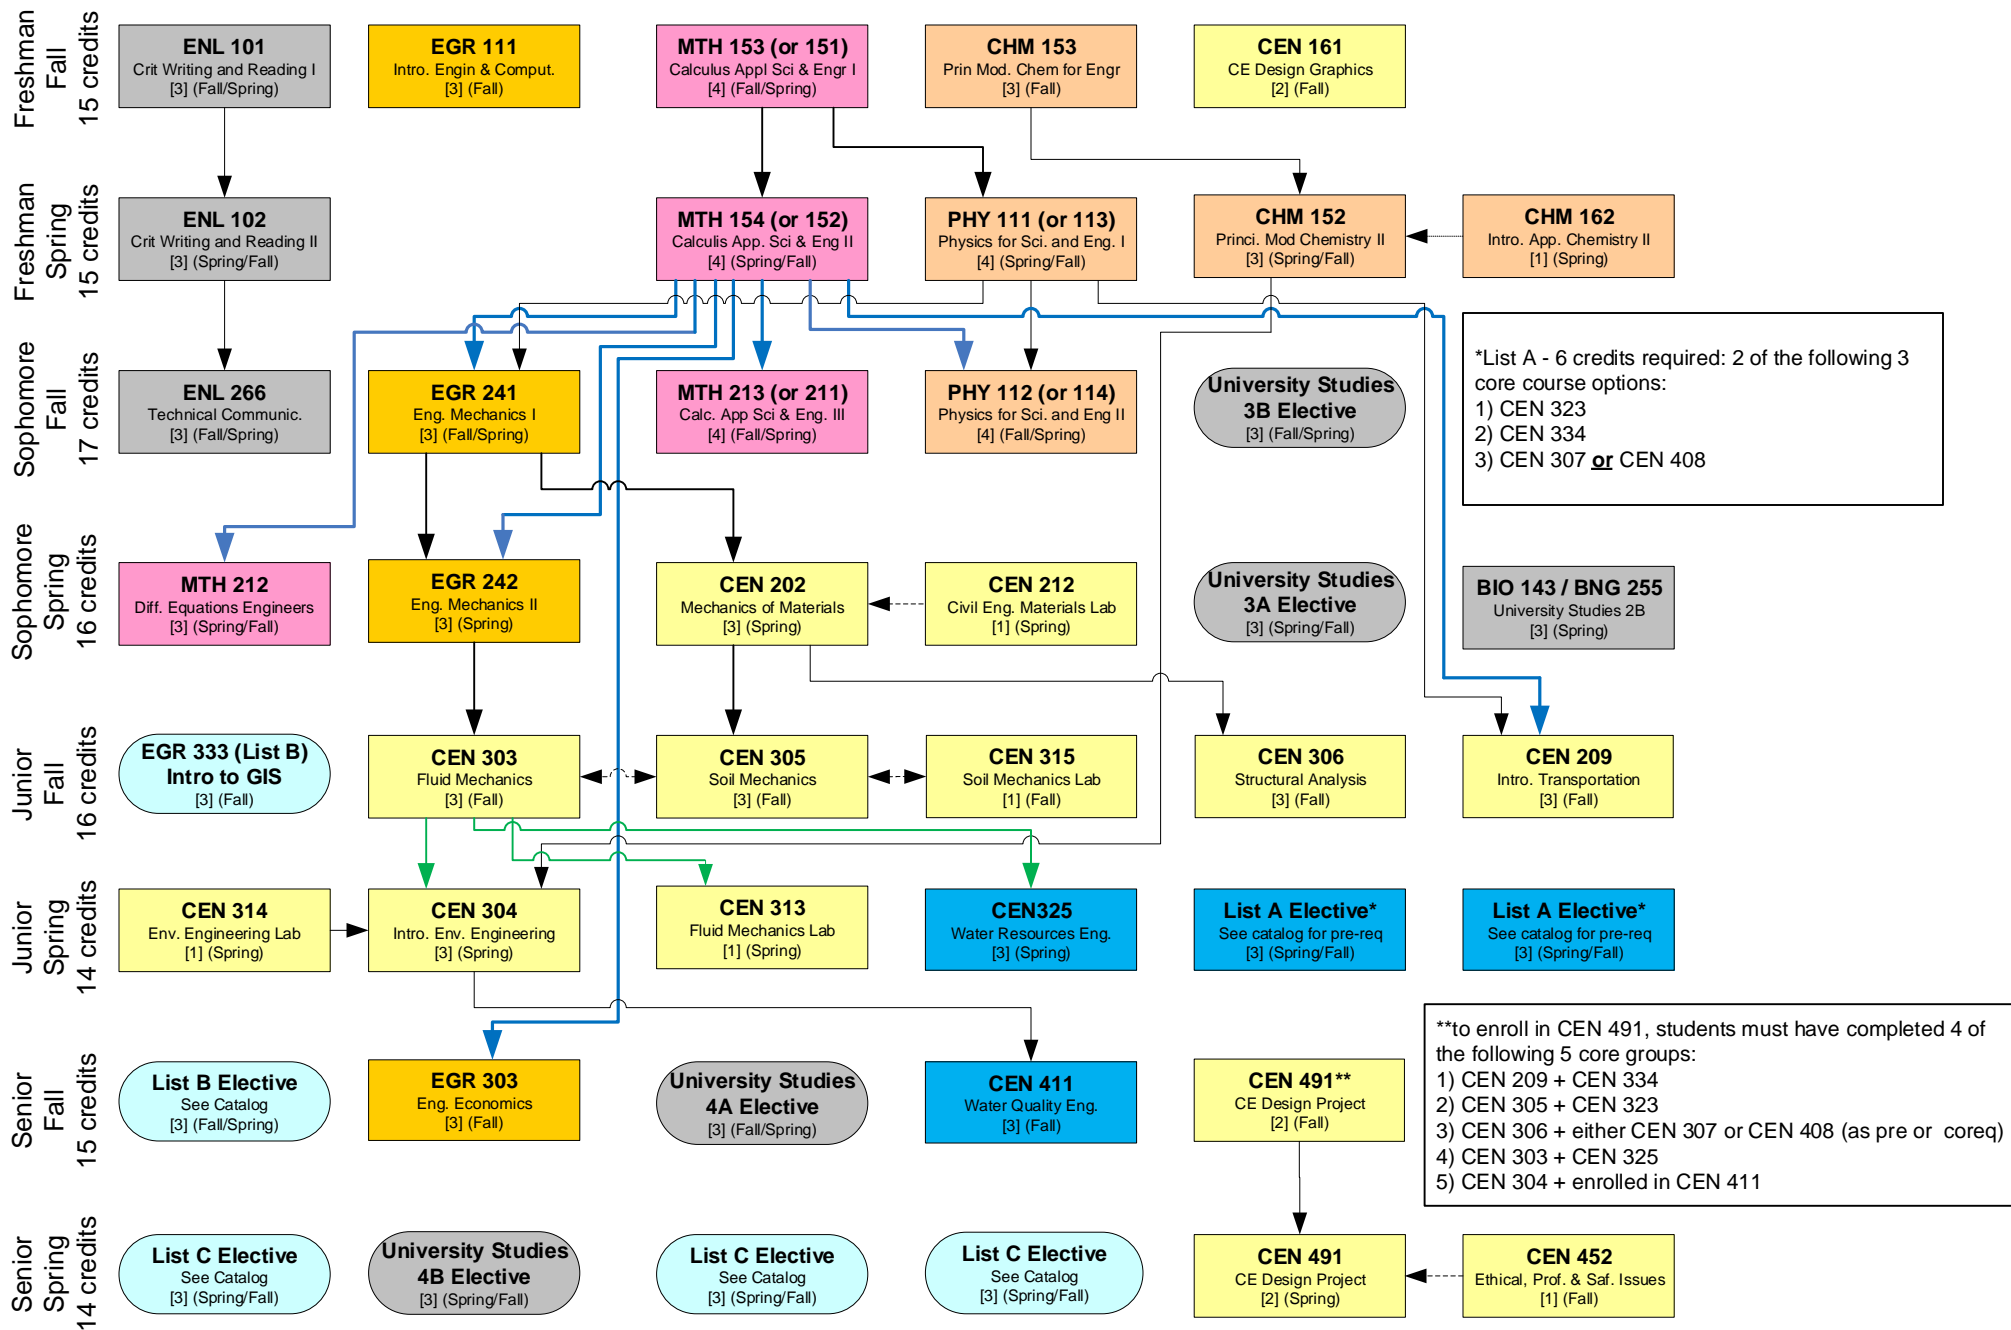 Freshman
Fall
15 credits
ENL 101
Crit Writing and Reading I
[3] (Fall/Spring)
EGR 111
Intro. Engin & Comput.
[3] (Fall)
MTH 153 (or 151)
Calculus Appl Sci & Engr I
[4] (Fall/Spring)
CHM 153
Prin Mod. Chem for Engr
[3] (Fall)
CEN 161
CE Design Graphics
[2] (Fall)
Freshman
Spring
15 credits
ENL 102
Crit Writing and Reading II
[3] (Spring/Fall)
MTH 154 (or 152)
Calculis App. Sci & Eng II
[4] (Spring/Fall)
PHY 111 (or 113)
Physics for Sci. and Eng. I
[4] (Spring/Fall)
CHM 152
Princi. Mod Chemistry II
[3] (Spring/Fall)
CHM 162
Intro. App. Chemistry II
[1] (Spring)
*List A - 6 credits required: 2 of the following 3
core course options:
1) CEN 323
2) CEN 334
3) CEN 307 or CEN 408
Sophomore
Fall
17 credits
ENL 266
Technical Communic.
[3] (Fall/Spring)
EGR 241
Eng. Mechanics I
[3] (Fall/Spring)
MTH 213 (or 211)
Calc. App Sci & Eng. III
[4] (Fall/Spring)
PHY 112 (or 114)
Physics for Sci. and Eng II
[4] (Fall/Spring)
University Studies
3B Elective
[3] (Fall/Spring)
Sophomore
Spring
16 credits
MTH 212
Diff. Equations Engineers
[3] (Spring/Fall)
EGR 242
Eng. Mechanics II
[3] (Spring)
CEN 202
Mechanics of Materials
[3] (Spring)
CEN 212
Civil Eng. Materials Lab
[1] (Spring)
University Studies
3A Elective
[3] (Spring/Fall)
BIO 143 / BNG 255
University Studies 2B
[3] (Spring)
Junior
Fall
16 credits
EGR 333 (List B)
Intro to GIS
[3] (Fall)
CEN 303
Fluid Mechanics
[3] (Fall)
CEN 305
Soil Mechanics
[3] (Fall)
CEN 315
Soil Mechanics Lab
[1] (Fall)
CEN 306
Structural Analysis
[3] (Fall)
CEN 209
Intro. Transportation
[3] (Fall)
Junior
Spring
14 credits
CEN 314
Env. Engineering Lab
[1] (Spring)
CEN 304
Intro. Env. Engineering
[3] (Spring)
CEN 313
Fluid Mechanics Lab
[1] (Spring)
CEN325
Water Resources Eng.
[3] (Spring)
List A Elective*
See catalog for pre-req
[3] (Spring/Fall)
List A Elective*
See catalog for pre-req
[3] (Spring/Fall)
Senior
Fall
15 credits
List B Elective
See Catalog
[3] (Fall/Spring)
EGR 303
Eng. Economics
[3] (Fall)
University Studies
4A Elective
[3] (Fall/Spring)
CEN 411
Water Quality Eng.
[3] (Fall)
CEN 491**
CE Design Project
[2] (Fall)
**to enroll in CEN 491, students must have completed 4 of
the following 5 core groups:
1) CEN 209 + CEN 334
2) CEN 305 + CEN 323
3) CEN 306 + either CEN 307 or CEN 408 (as pre or coreq)
4) CEN 303 + CEN 325
5) CEN 304 + enrolled in CEN 411
Senior
Spring
14 credits
List C Elective
See Catalog
[3] (Spring/Fall)
University Studies
4B Elective
[3] (Spring/Fall)
List C Elective
See Catalog
[3] (Spring/Fall)
List C Elective
See Catalog
[3] (Spring/Fall)
CEN 491
CE Design Project
[2] (Spring)
CEN 452
Ethical, Prof. & Saf. Issues
[1] (Fall)